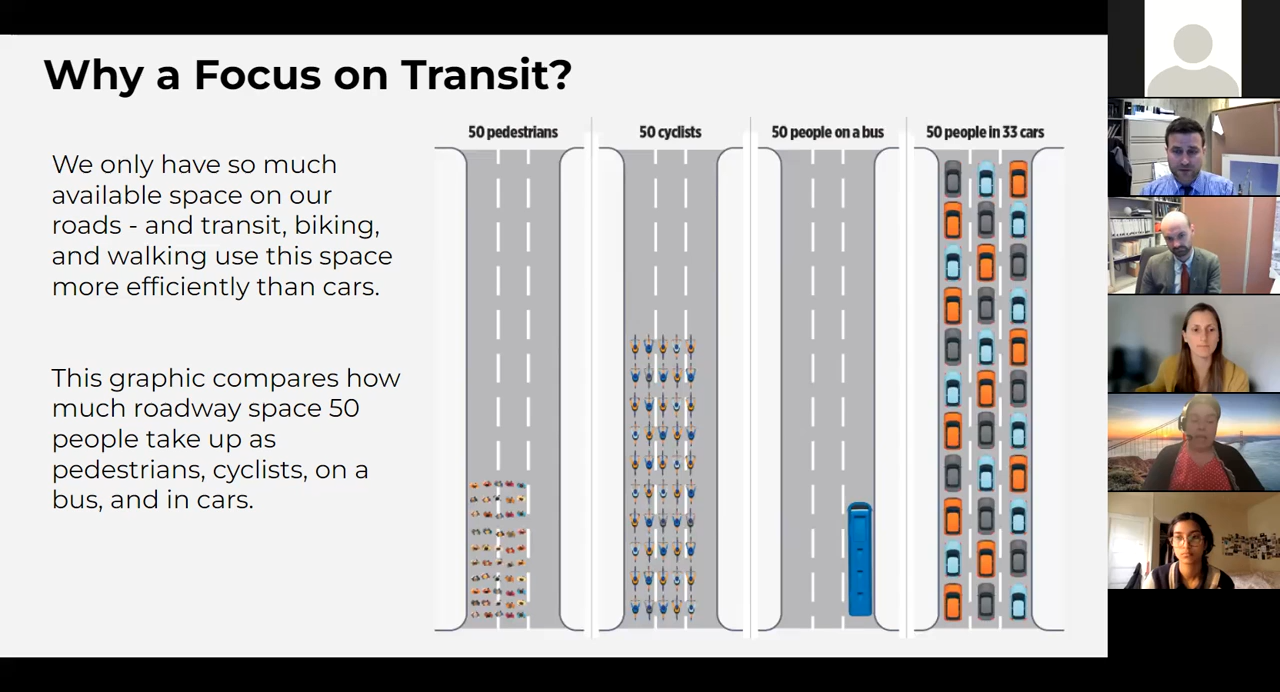 Why a Focus on Transit?
We only have so much
available space on our
roads - and transit, biking,
and walking use this space
more efficiently than cars.
This graphic compares how
much roadway space 50
people take up as
pedestrians, cyclists, on a
bus, and in cars.
50 pedestrians
50 cyclists
50 people on a bus
50 people in 33 cars